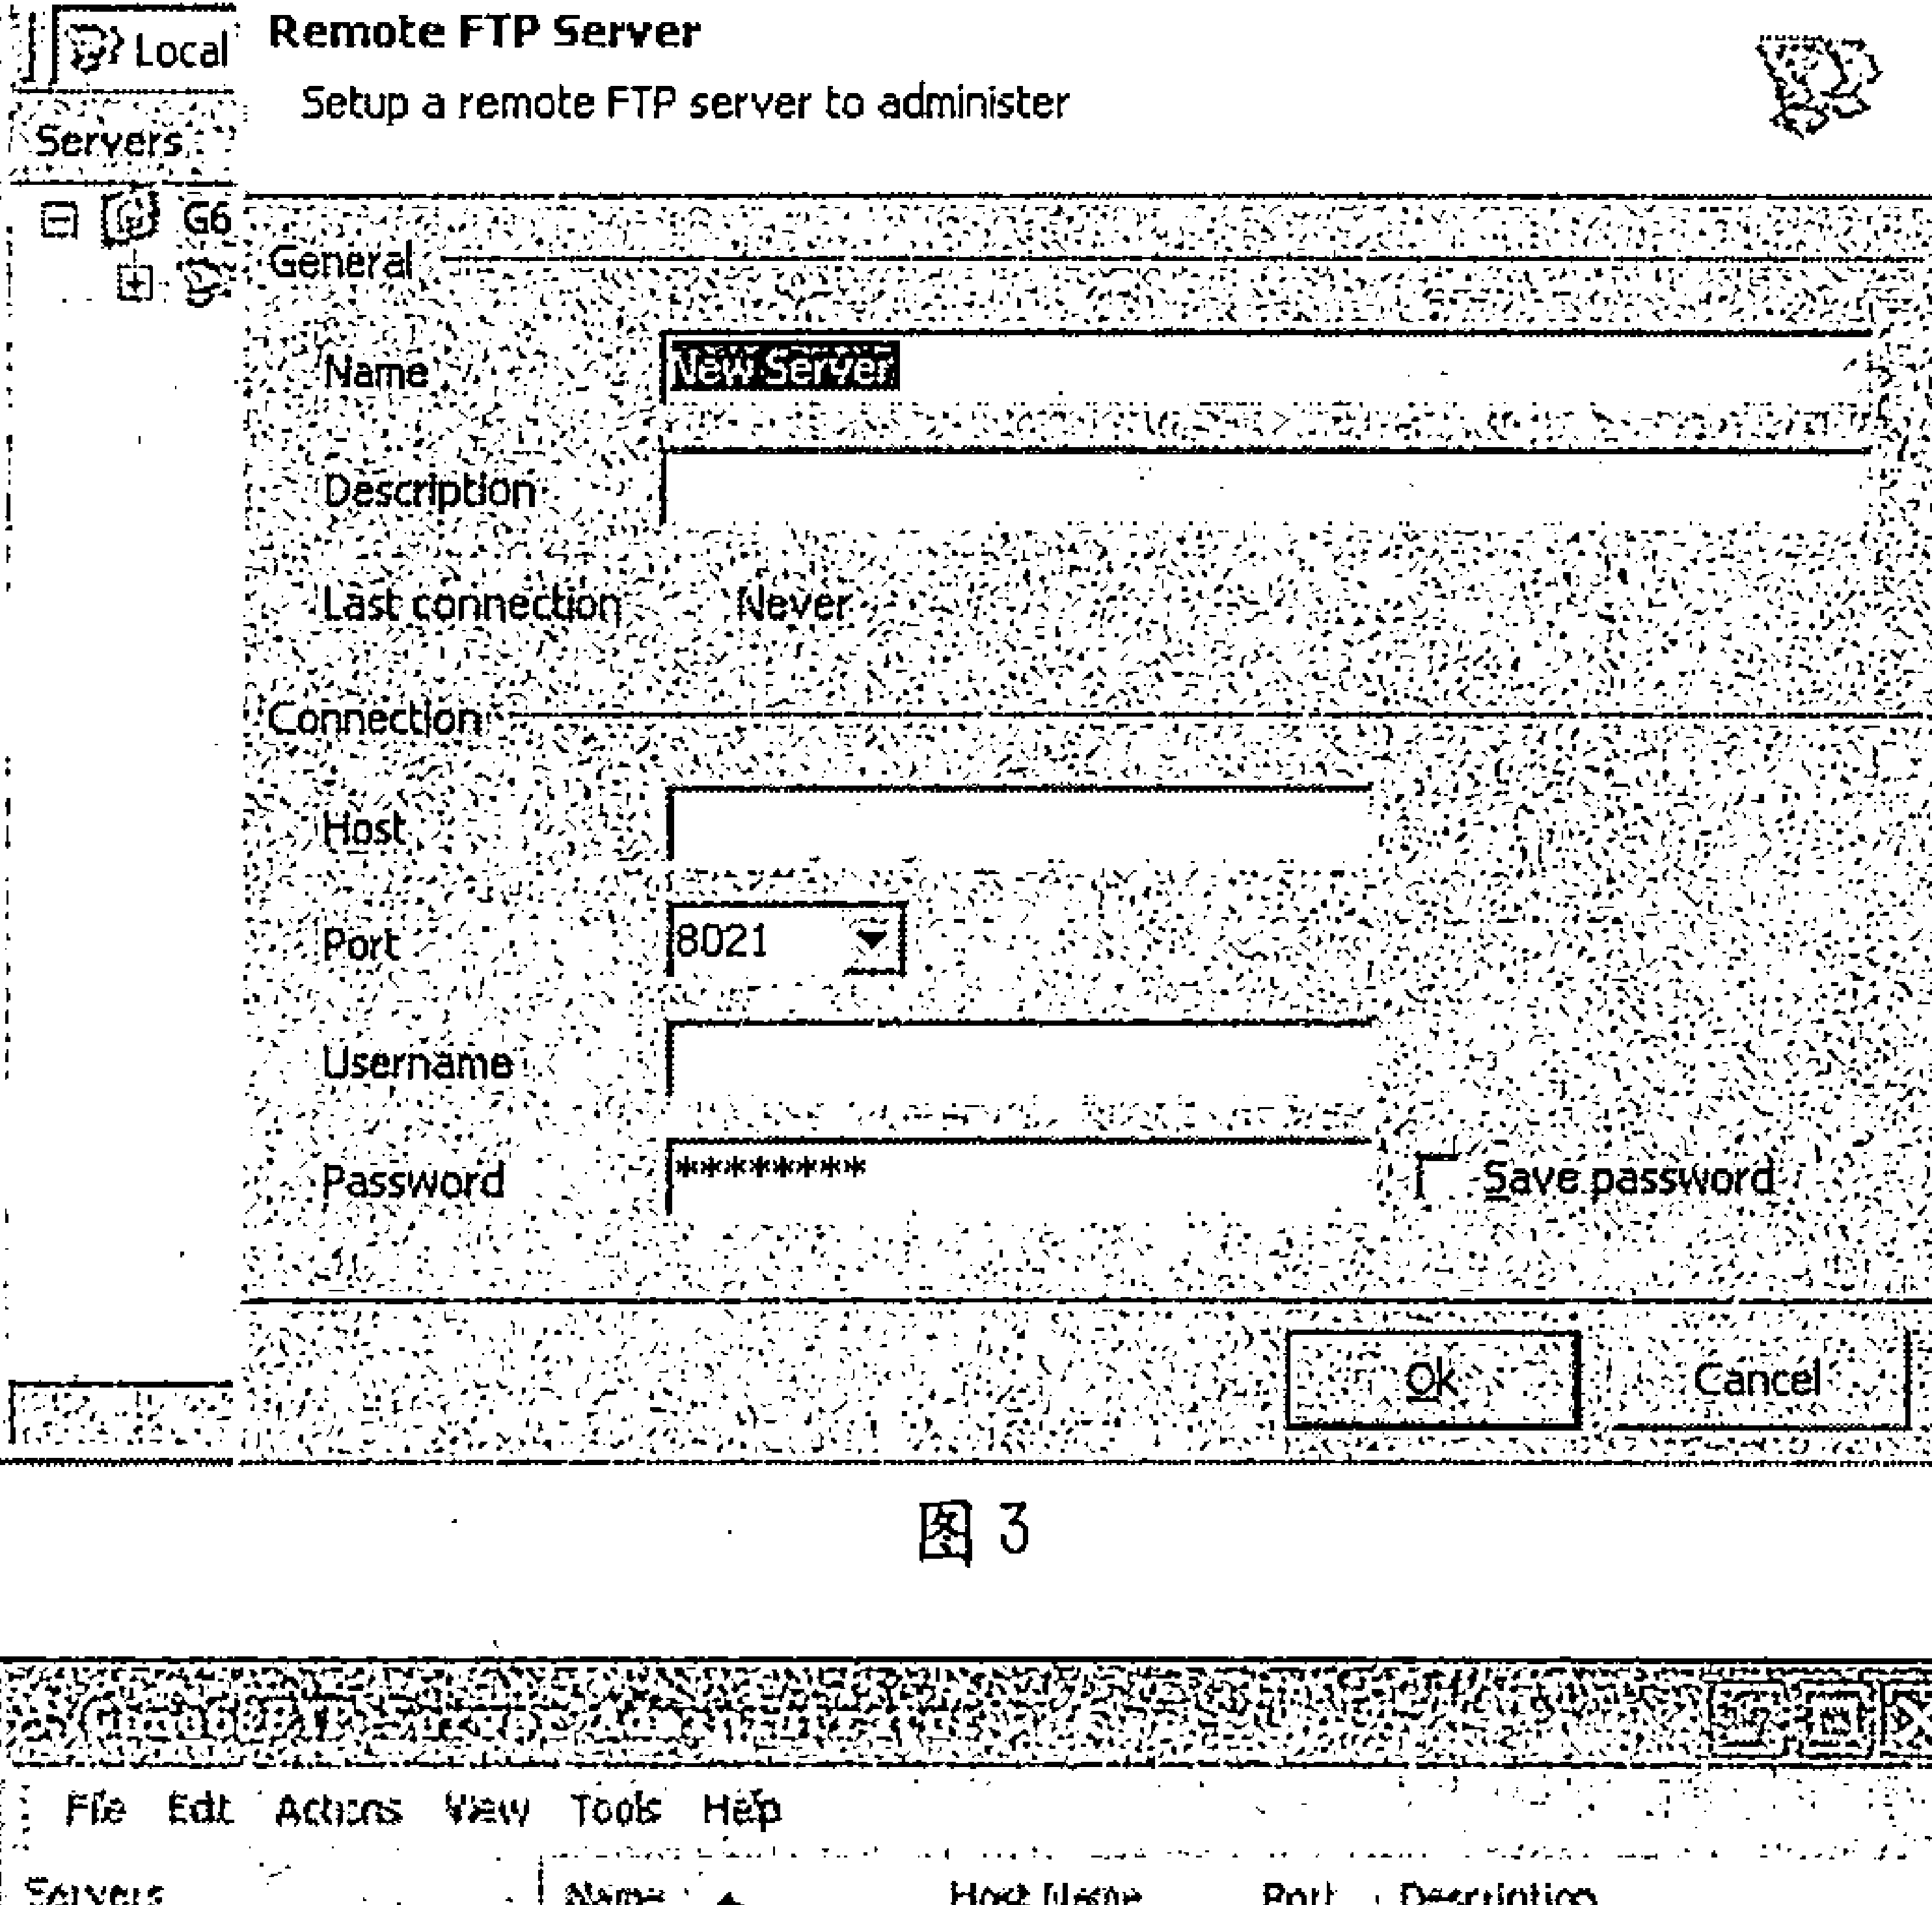 Local
Remote FTP Server
Setup a remote FTP server to administer
Servers
G6
General
Name New Server
Description
Last connection Never
Connection
Host
Port 8021
Username
Password ******** Save password
Ok Cancel
图 3
File Edit Actions View Tools Help
Servers Name Host Name Port Description